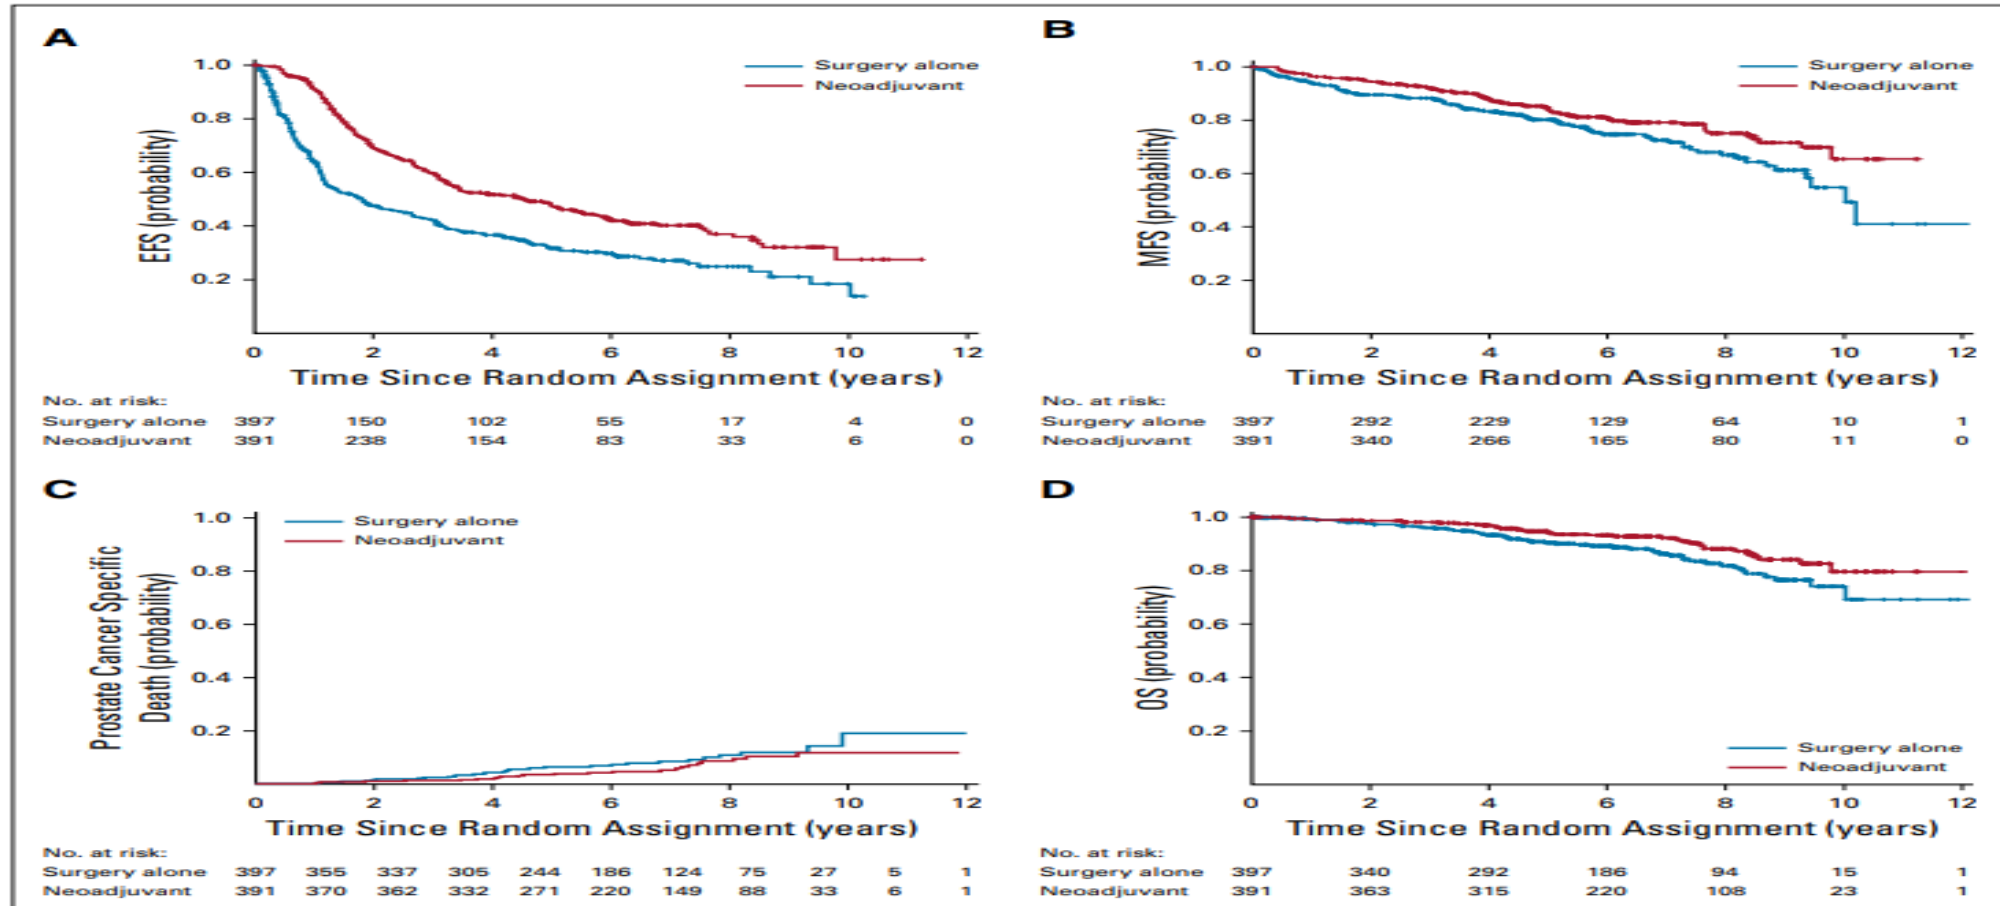 A
1.0
0.8
0.6
0.4
0.2
EFS (probability)
Surgery alone
Neoadjuvant
0 2 4 6 8 10 12
Time Since Random Assignment (years)
No. at risk:
Surgery alone 397 150 102 55 17 4 0
Neoadjuvant 391 238 154 83 33 6 0
B
1.0
0.8
0.6
0.4
0.2
MFS (probability)
Surgery alone
Neoadjuvant
0 2 4 6 8 10 12
Time Since Random Assignment (years)
No. at risk:
Surgery alone 397 292 229 129 64 10 1
Neoadjuvant 391 340 266 165 80 11 0
C
1.0
0.8
0.6
0.4
0.2
Prostate Cancer Specific
Death (probability)
Surgery alone
Neoadjuvant
0 2 4 6 8 10 12
Time Since Random Assignment (years)
No. at risk:
Surgery alone 397 355 337 305 244 186 124 75 27 5 1
Neoadjuvant 391 370 362 332 271 220 149 88 33 6 1
D
1.0
0.8
0.6
0.4
0.2
OS (probability)
Surgery alone
Neoadjuvant
0 2 4 6 8 10 12
Time Since Random Assignment (years)
No. at risk:
Surgery alone 397 340 292 186 94 15 1
Neoadjuvant 391 363 315 220 108 23 1